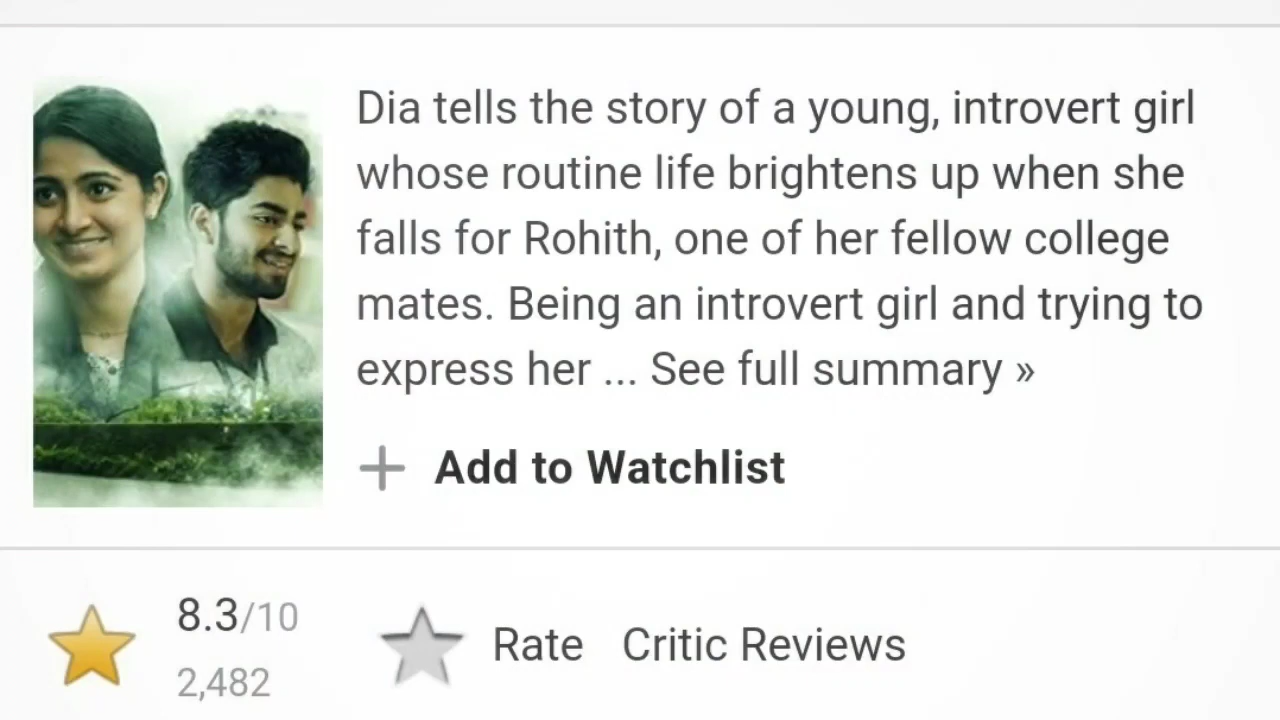 Dia tells the story of a young, introvert girl
whose routine life brightens up when she
falls for Rohith, one of her fellow college
mates. Being an introvert girl and trying to
express her ... See full summary »
+ Add to Watchlist
8.3/10
2,482
Rate
Critic Reviews